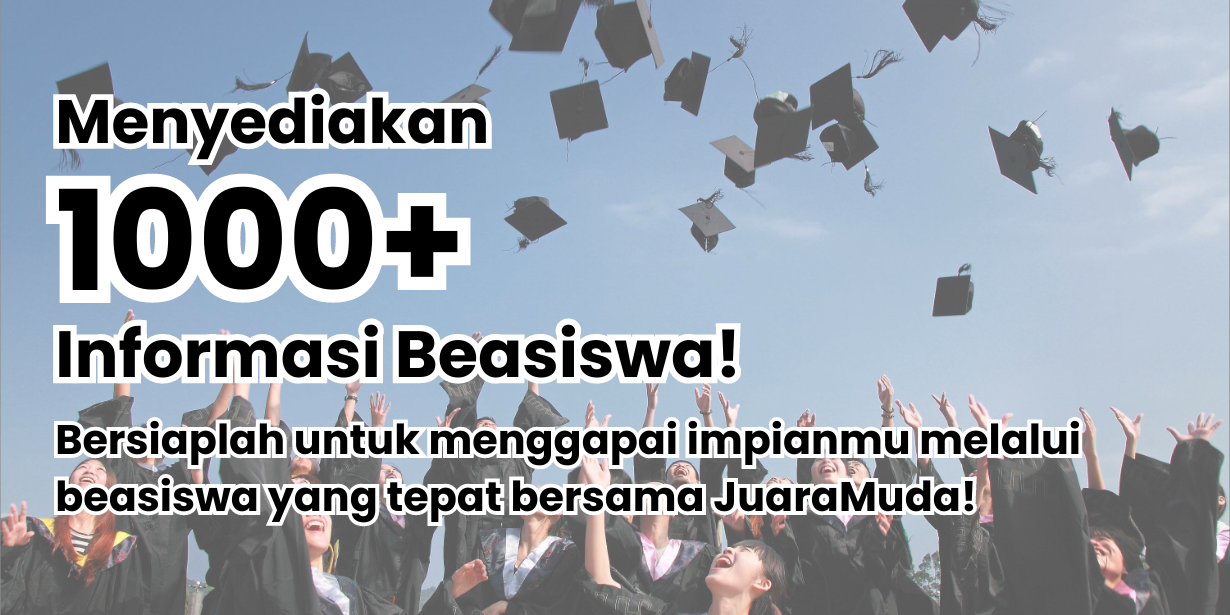 Menyediakan
1000+
Informasi Beasiswa!
Bersiaplah untuk menggapai impianmu melalui
beasiswa yang tepat bersama JuaraMuda!